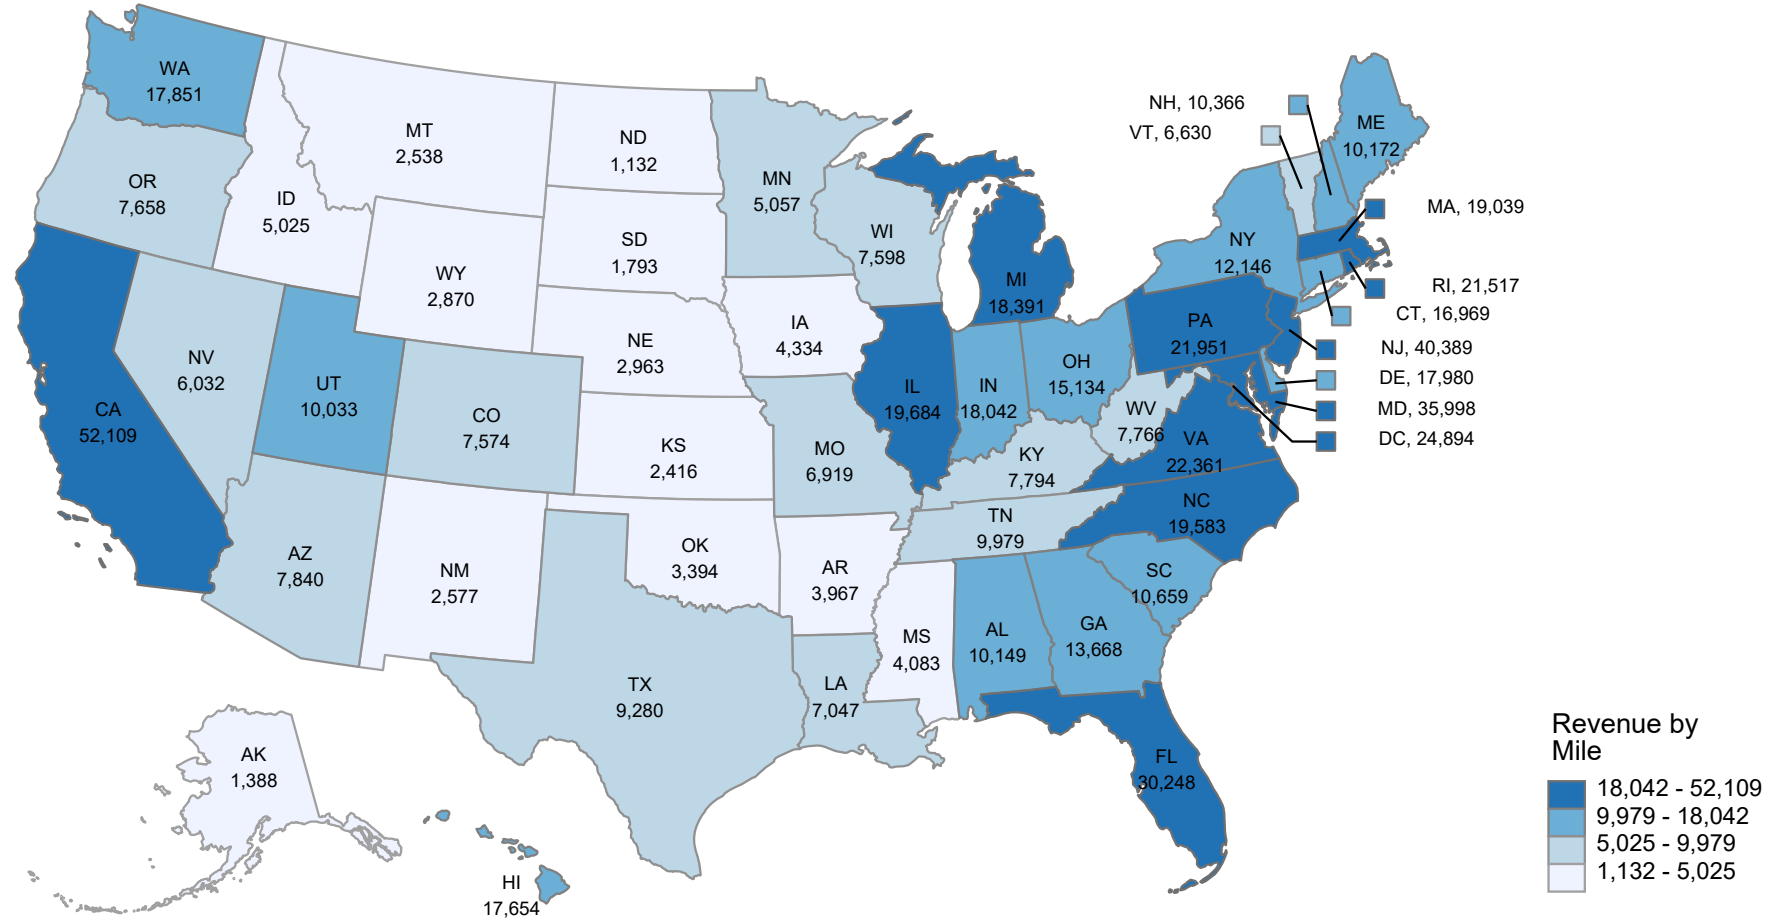 WA
17,851
OR
7,658
CA
52,109
ID
5,025
NV
6,032
UT
10,033
AZ
7,840
MT
2,538
WY
2,870
CO
7,574
NM
2,577
ND
1,132
SD
1,793
NE
2,963
KS
2,416
OK
3,394
TX
9,280
MN
5,057
IA
4,334
MO
6,919
AR
3,967
LA
7,047
WI
7,598
IL
19,684
MS
4,083
MI
18,391
IN
18,042
OH
15,134
KY
7,794
TN
9,979
AL
10,149
GA
13,668
FL
30,248
SC
10,659
NC
19,583
VA
22,361
WV
7,766
PA
21,951
NY
12,146
ME
10,172
NH, 10,366
VT, 6,630
MA, 19,039
RI, 21,517
CT, 16,969
NJ, 40,389
DE, 17,980
MD, 35,998
DC, 24,894
AK
1,388
HI
17,654
Revenue by
Mile
18,042 - 52,109
9,979 - 18,042
5,025 - 9,979
1,132 - 5,025